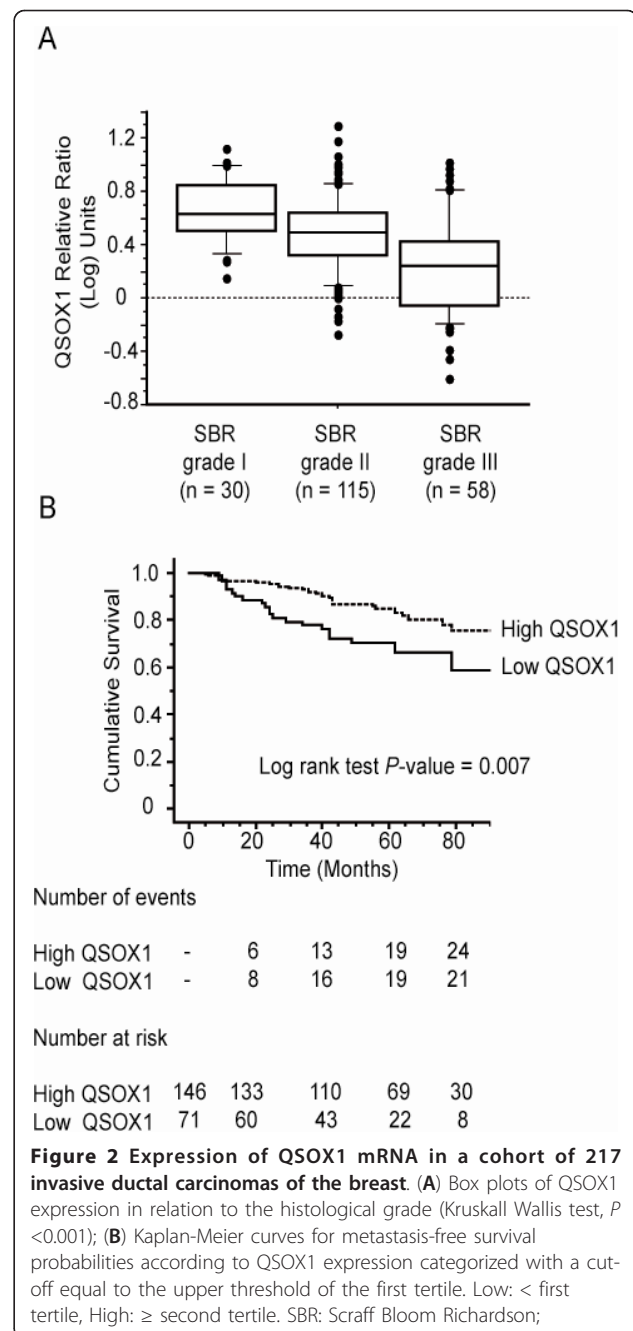 A
QSOX1 Relative Ratio
(Log) Units
1.2
0.8
0.4
0
-0.4
-0.8
SBR SBR SBR
grade I grade II grade III
(n = 30) (n = 115) (n = 58)
B
Cumulative Survival
1.0
0.8
0.6
0.4
0.2
0
High QSOX1
Low QSOX1
Log rank test P-value = 0.007
0 20 40 60 80
Time (Months)
Number of events
High QSOX1 - 6 13 19 24
Low QSOX1 - 8 16 19 21
Number at risk
High QSOX1 146 133 110 69 30
Low QSOX1 71 60 43 22 8
Figure 2 Expression of QSOX1 mRNA in a cohort of 217
invasive ductal carcinomas of the breast. (A) Box plots of QSOX1
expression in relation to the histological grade (Kruskall Wallis test, P
<0.001); (B) Kaplan-Meier curves for metastasis-free survival
probabilities according to QSOX1 expression categorized with a cut-
off equal to the upper threshold of the first tertile. Low: < first
tertile, High: ≥ second tertile. SBR: Scraff Bloom Richardson;